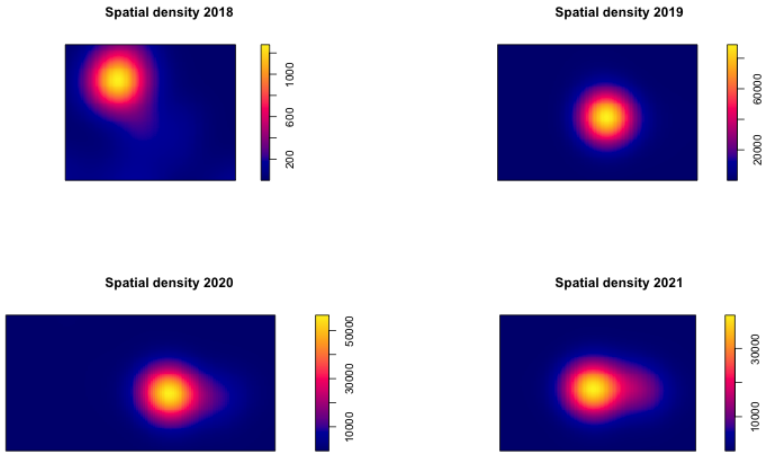 Spatial density 2018
1000
600
200
Spatial density 2019
60000
20000
Spatial density 2020
50000
30000
10000
Spatial density 2021
30000
10000